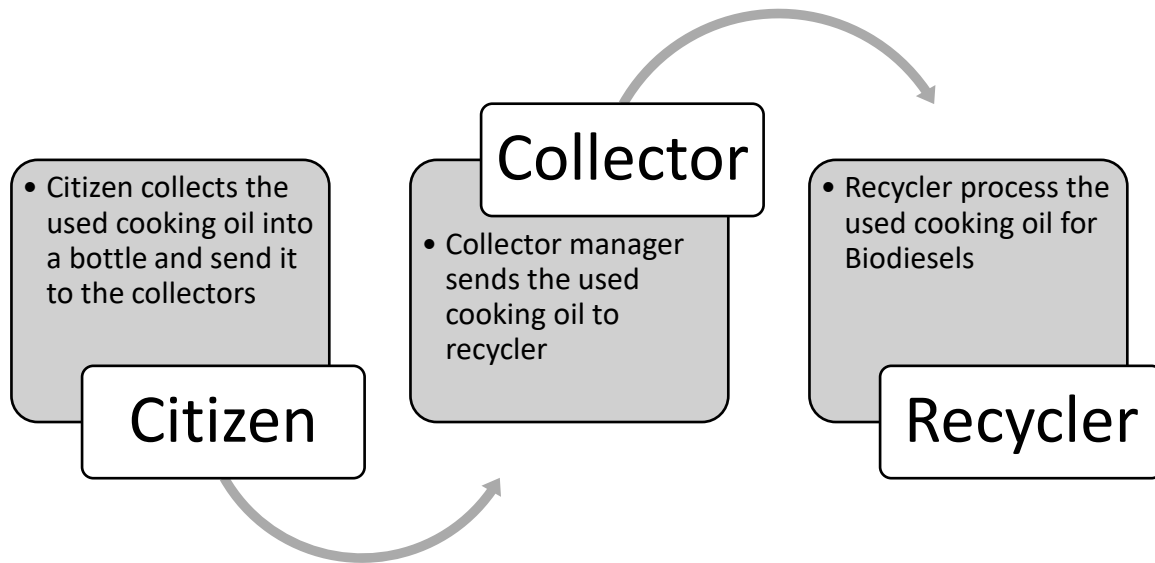 • Citizen collects the
used cooking oil into
a bottle and send it
to the collectors
Citizen
Collector
• Collector manager
sends the used
cooking oil to
recycler
• Recycler process the
used cooking oil for
Biodiesels
Recycler